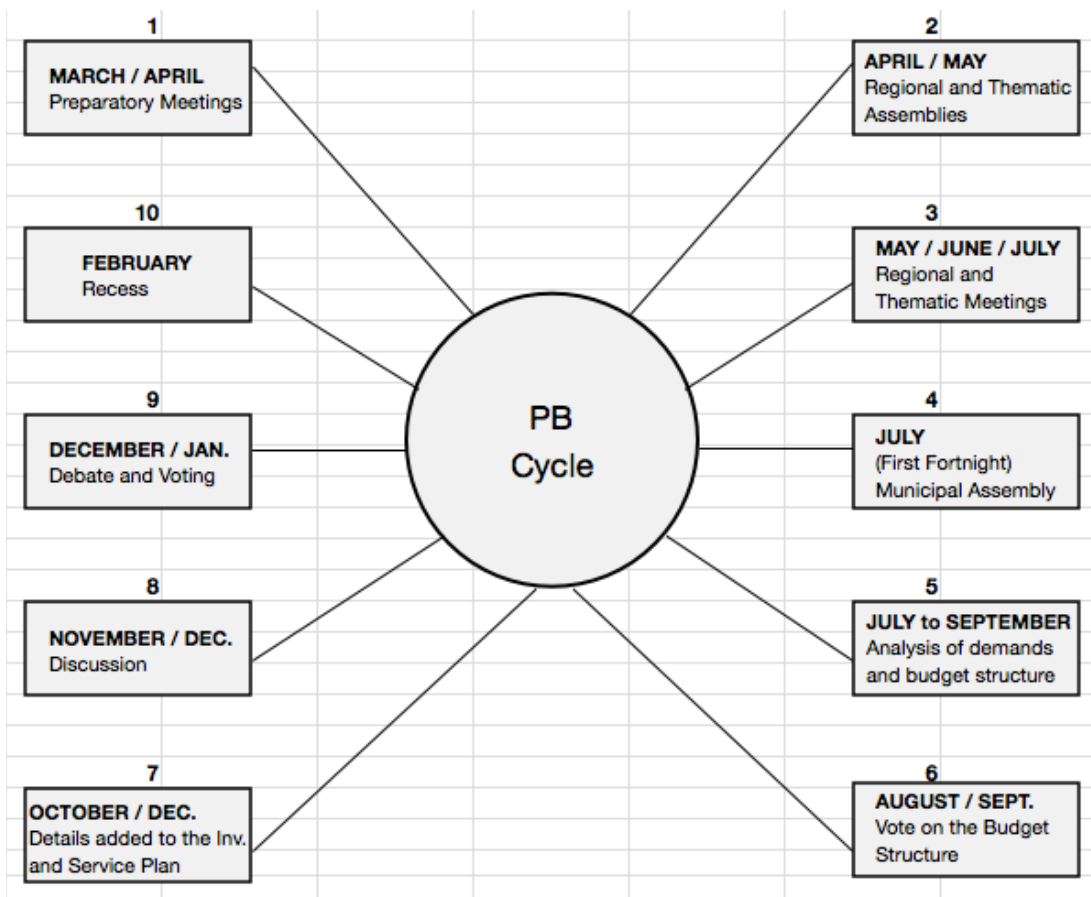 1
MARCH / APRIL
Preparatory Meetings
2
APRIL / MAY
Regional and Thematic
Assemblies
10
FEBRUARY
Recess
3
MAY / JUNE / JULY
Regional and
Thematic Meetings
PB
Cycle
9
DECEMBER / JAN.
Debate and Voting
4
JULY
(First Fortnight)
Municipal Assembly
8
NOVEMBER / DEC.
Discussion
5
JULY to SEPTEMBER
Analysis of demands
and budget structure
7
OCTOBER / DEC.
Details added to the Inv.
and Service Plan
6
AUGUST / SEPT.
Vote on the Budget
Structure